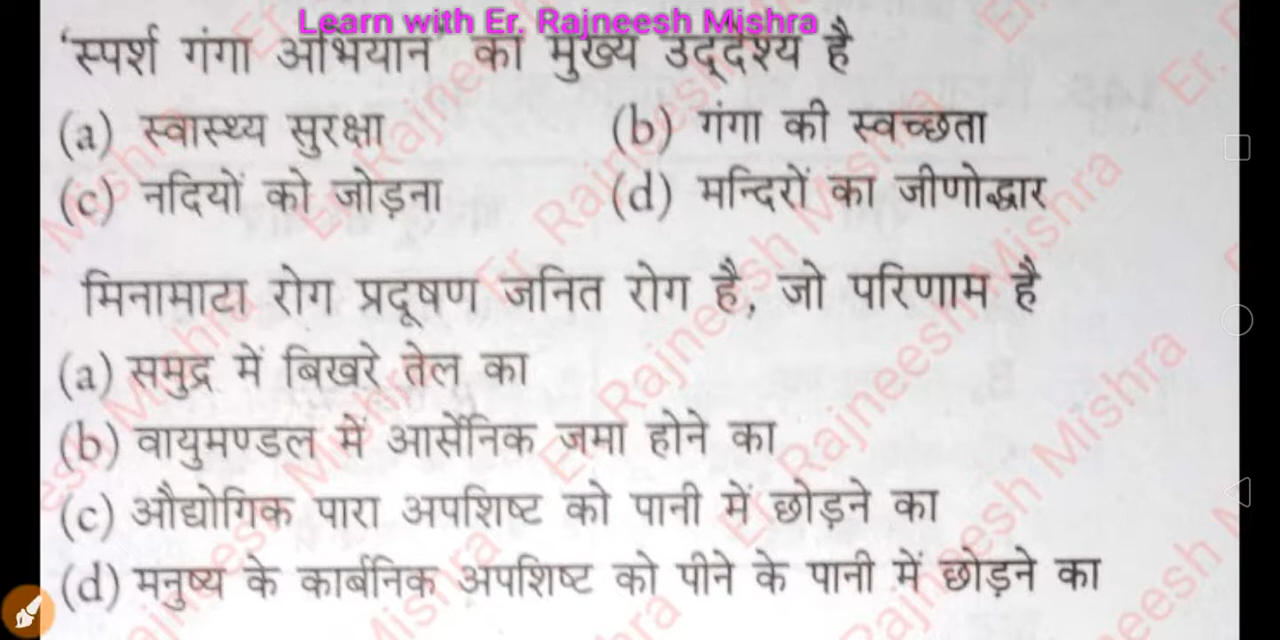 Learn with Er. Rajneesh Mishra
'स्पर्श गंगा अभियान' का मुख्य उद्देश्य है
(a) स्वास्थ्य सुरक्षा (b) गंगा की स्वच्छता
(c) नदियों को जोड़ना (d) मन्दिरों का जीणोद्धार
मिनामाटा रोग प्रदूषण जनित रोग है, जो परिणाम है
(a) समुद्र में बिखरे तेल का
(b) वायुमण्डल में आर्सेनिक जमा होने का
(c) औद्योगिक पारा अपशिष्ट को पानी में छोड़ने का
(d) मनुष्य के कार्बनिक अपशिष्ट को पीने के पानी में छोड़ने का